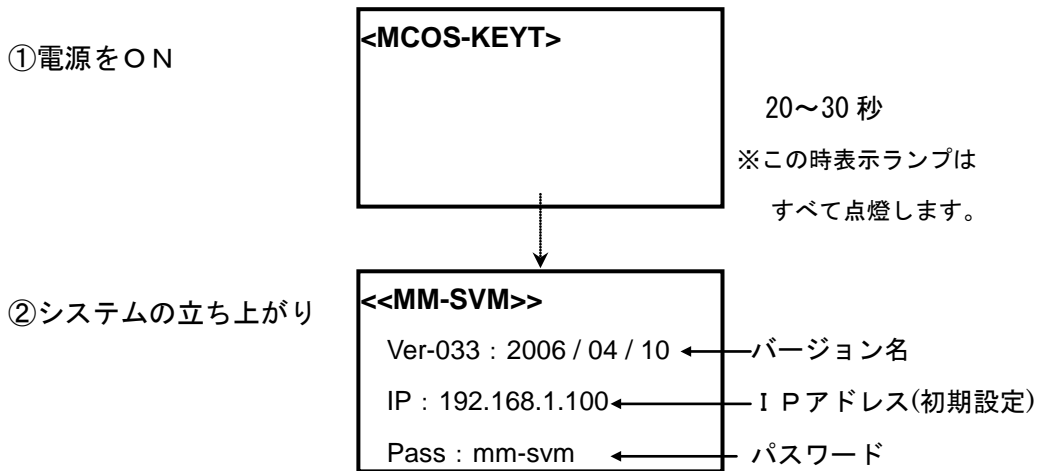 ①電源をON
<MCOS-KEYT>
20～30 秒
※この時表示ランプは
すべて点燈します。
②システムの立ち上がり
<<MM-SVM>>
Ver-033：2006 / 04 / 10 バージョン名
IP：192.168.1.100 ＩＰアドレス(初期設定)
Pass：mm-svm パスワード